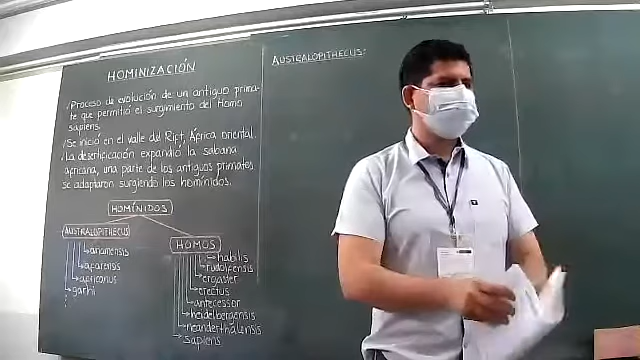 HOMINIZACIÓN
Proceso de evolución de un antiguo prima-
te que permitió el surgimiento del Homo
sapiens.
Se inició en el valle del Rift, África oriental.
La desertificación expandió la sabana
africana, una parte de los antiguos primates
se adaptaron surgiendo los homínidos.
HOMÍNIDOS
AUSTRALOPITHECUS
anamensis
afarensis
africanus
garhi
HOMOS
habilis
rudolfensis
ergaster
erectus
antecessor
heidelbergensis
neanderthalensis
sapiens
AUSTRALOPITHECUS: